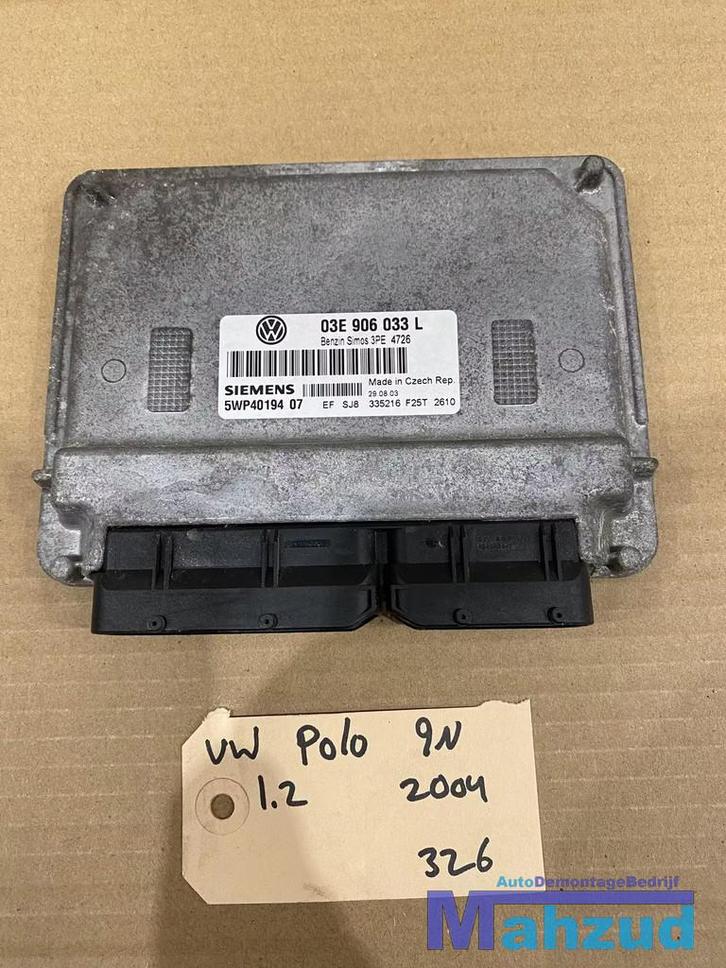 03E 906 033 L
Benzin Simos 3PE 4726
SIEMENS
Made in Czech Rep.
29.08.03
5WP40194 07 EF SJ8 335216 F25T 2610
VW Polo 9N
1.2 2004
326
AutoDemontageBedrijf
Mahzud